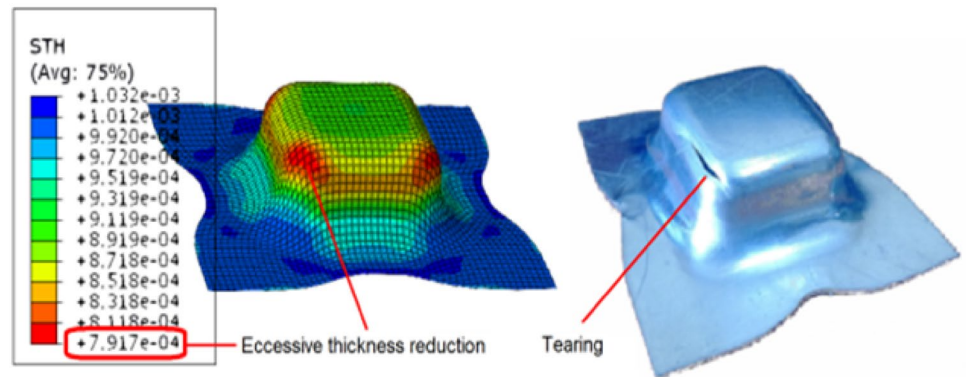 STH
(Avg: 75%)
+1.032e-03
+1.012e-03
+9.920e-04
+9.720e-04
+9.519e-04
+9.319e-04
+9.119e-04
+8.919e-04
+8.718e-04
+8.518e-04
+8.318e-04
+8.118e-04
+7.917e-04
Eccessive thickness reduction
Tearing